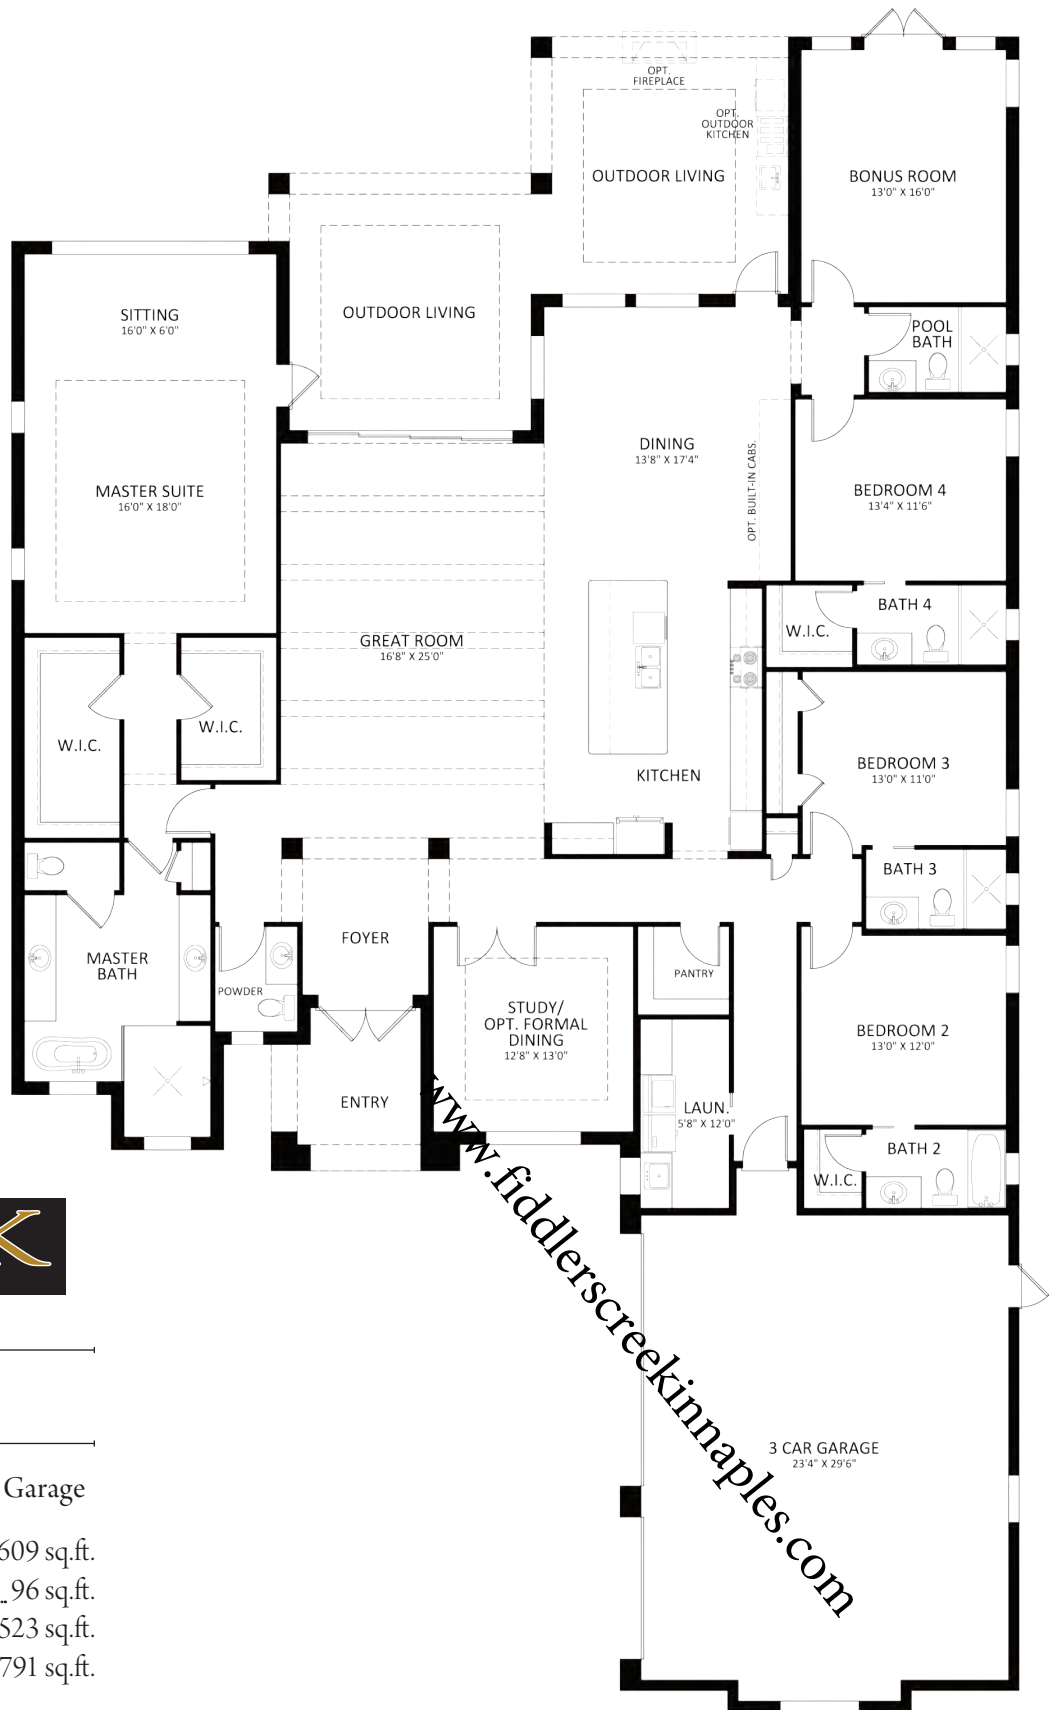 OPT.
FIREPLACE
OPT.
OUTDOOR
KITCHEN
OUTDOOR LIVING
BONUS ROOM
13'0" X 16'0"
SITTING
16'0" X 6'0"
OUTDOOR LIVING
POOL
BATH
DINING
13'8" X 17'4"
OPT. BUILT-IN CABS.
MASTER SUITE
16'0" X 18'0"
BEDROOM 4
13'4" X 11'6"
BATH 4
W.I.C.
GREAT ROOM
16'8" X 25'0"
W.I.C.
W.I.C.
KITCHEN
BEDROOM 3
13'0" X 11'0"
BATH 3
FOYER
MASTER
BATH
POWDER
PANTRY
STUDY/
OPT. FORMAL
DINING
12'8" X 13'0"
BEDROOM 2
13'0" X 12'0"
ENTRY
LAUN.
5'8" X 12'0"
BATH 2
W.I.C.
www.fiddlerscreekinnaples.com
K
3 CAR GARAGE
23'4" X 29'6"
Garage
609 sq.ft.
96 sq.ft.
523 sq.ft.
791 sq.ft.